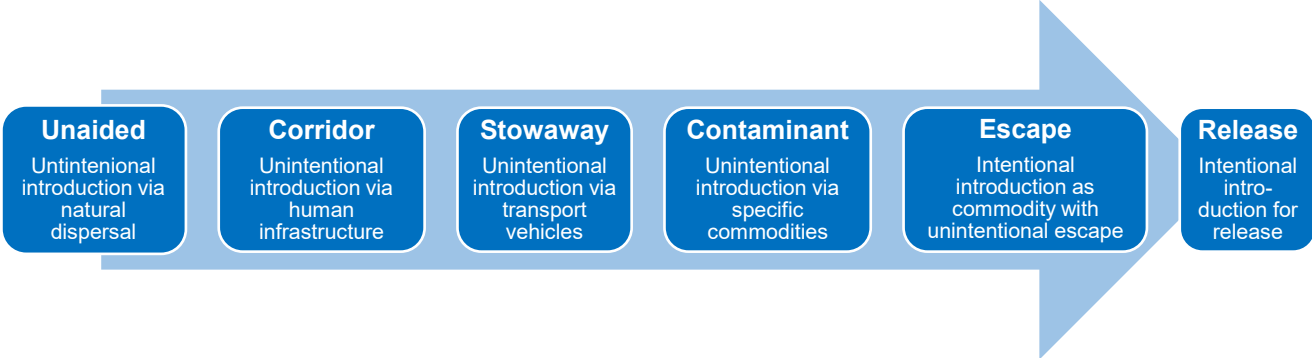 Unaided
Untintenional
introduction via
natural
dispersal
Corridor
Unintentional
introduction via
human
infrastructure
Stowaway
Unintentional
introduction via
transport
vehicles
Contaminant
Unintentional
introduction via
specific
commodities
Escape
Intentional
introduction as
commodity with
unintentional escape
Release
Intentional
intro-
duction for
release